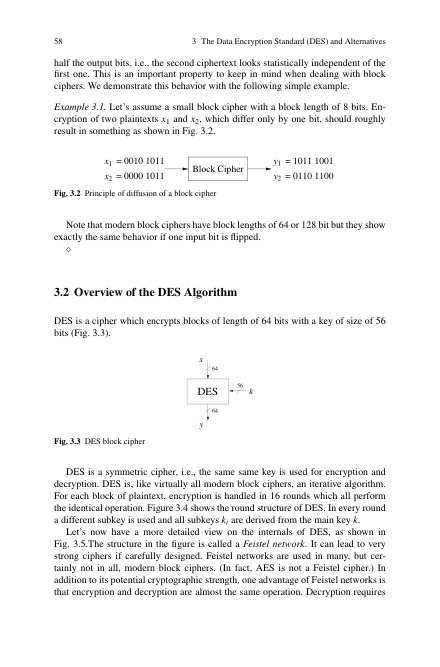 58 3 The Data Encryption Standard (DES) and Alternatives
half the output bits, i.e., the second ciphertext looks statistically independent of the
first one. This is an important property to keep in mind when dealing with block
ciphers. We demonstrate this behavior with the following simple example.
Example 3.1. Let's assume a small block cipher with a block length of 8 bits. En-
cryption of two plaintexts x1 and x2, which differ only by one bit, should roughly
result in something as shown in Fig. 3.2.
x1 = 0010 1011
x2 = 0000 1011
Block Cipher
y1 = 1011 1001
y2 = 0110 1100
Fig. 3.2 Principle of diffusion of a block cipher
Note that modern block ciphers have block lengths of 64 or 128 bit but they show
exactly the same behavior if one input bit is flipped.
⋄
3.2 Overview of the DES Algorithm
DES is a cipher which encrypts blocks of length of 64 bits with a key of size of 56
bits (Fig. 3.3).
x
64
DES
56
k
64
y
Fig. 3.3 DES block cipher
DES is a symmetric cipher, i.e., the same same key is used for encryption and
decryption. DES is, like virtually all modern block ciphers, an iterative algorithm.
For each block of plaintext, encryption is handled in 16 rounds which all perform
the identical operation. Figure 3.4 shows the round structure of DES. In every round
a different subkey is used and all subkeys ki are derived from the main key k.
Let's now have a more detailed view on the internals of DES, as shown in
Fig. 3.5.The structure in the figure is called a Feistel network. It can lead to very
strong ciphers if carefully designed. Feistel networks are used in many, but cer-
tainly not in all, modern block ciphers. (In fact, AES is not a Feistel cipher.) In
addition to its potential cryptographic strength, one advantage of Feistel networks is
that encryption and decryption are almost the same operation. Decryption requires